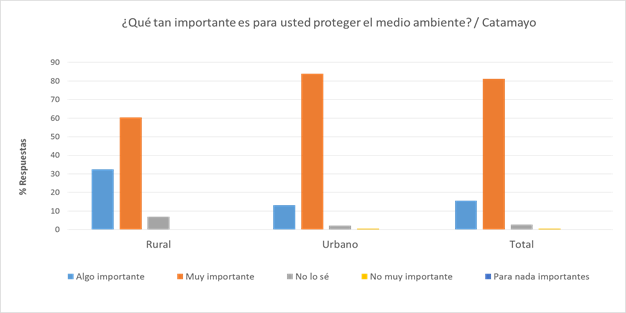 ¿Qué tan importante es para usted proteger el medio ambiente? / Catamayo
% Respuestas
90
80
70
60
50
40
30
20
10
0
Rural Urbano Total
Algo importante Muy importante No lo sé No muy importante Para nada importantes